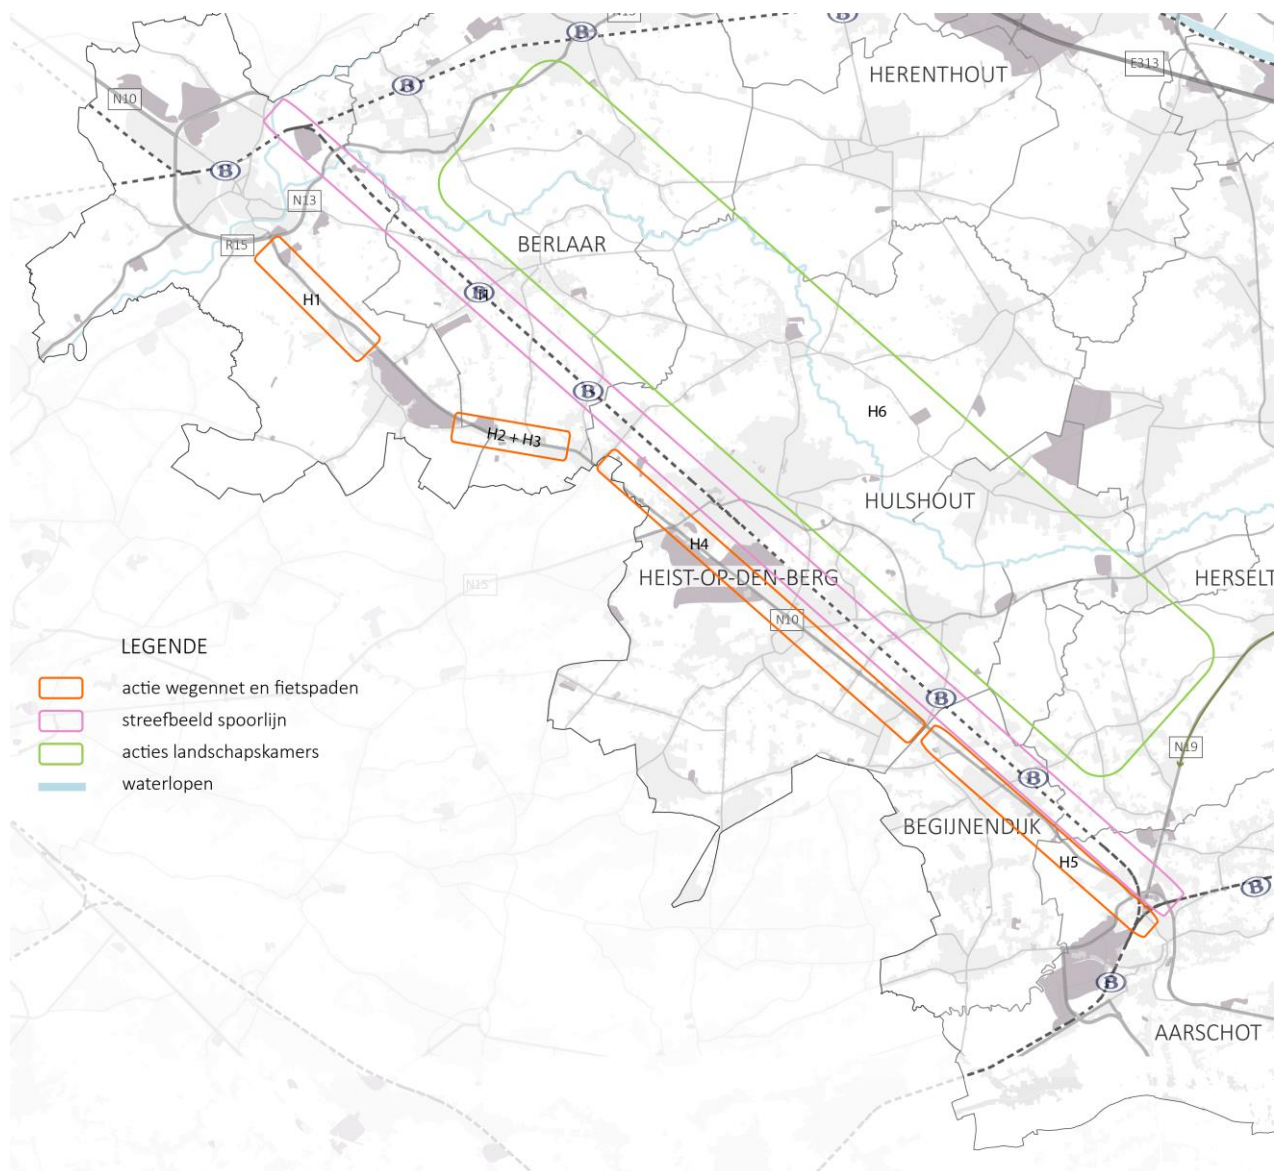 N13
B
B
HERENTHOUT
E313
N10
B
B
N13
BERLAAR
R15
H1
B
B
H6
H2 + H3
HULSHOUT
H4
HEIST-OP-DEN-BERG
HERSELT
N15
N10
LEGENDE
actie wegennet en fietspaden
streefbeeld spoorlijn
acties landschapskamers
waterlopen
B
N19
B
BEGIJNENDIJK
H5
B
B
AARSCHOT